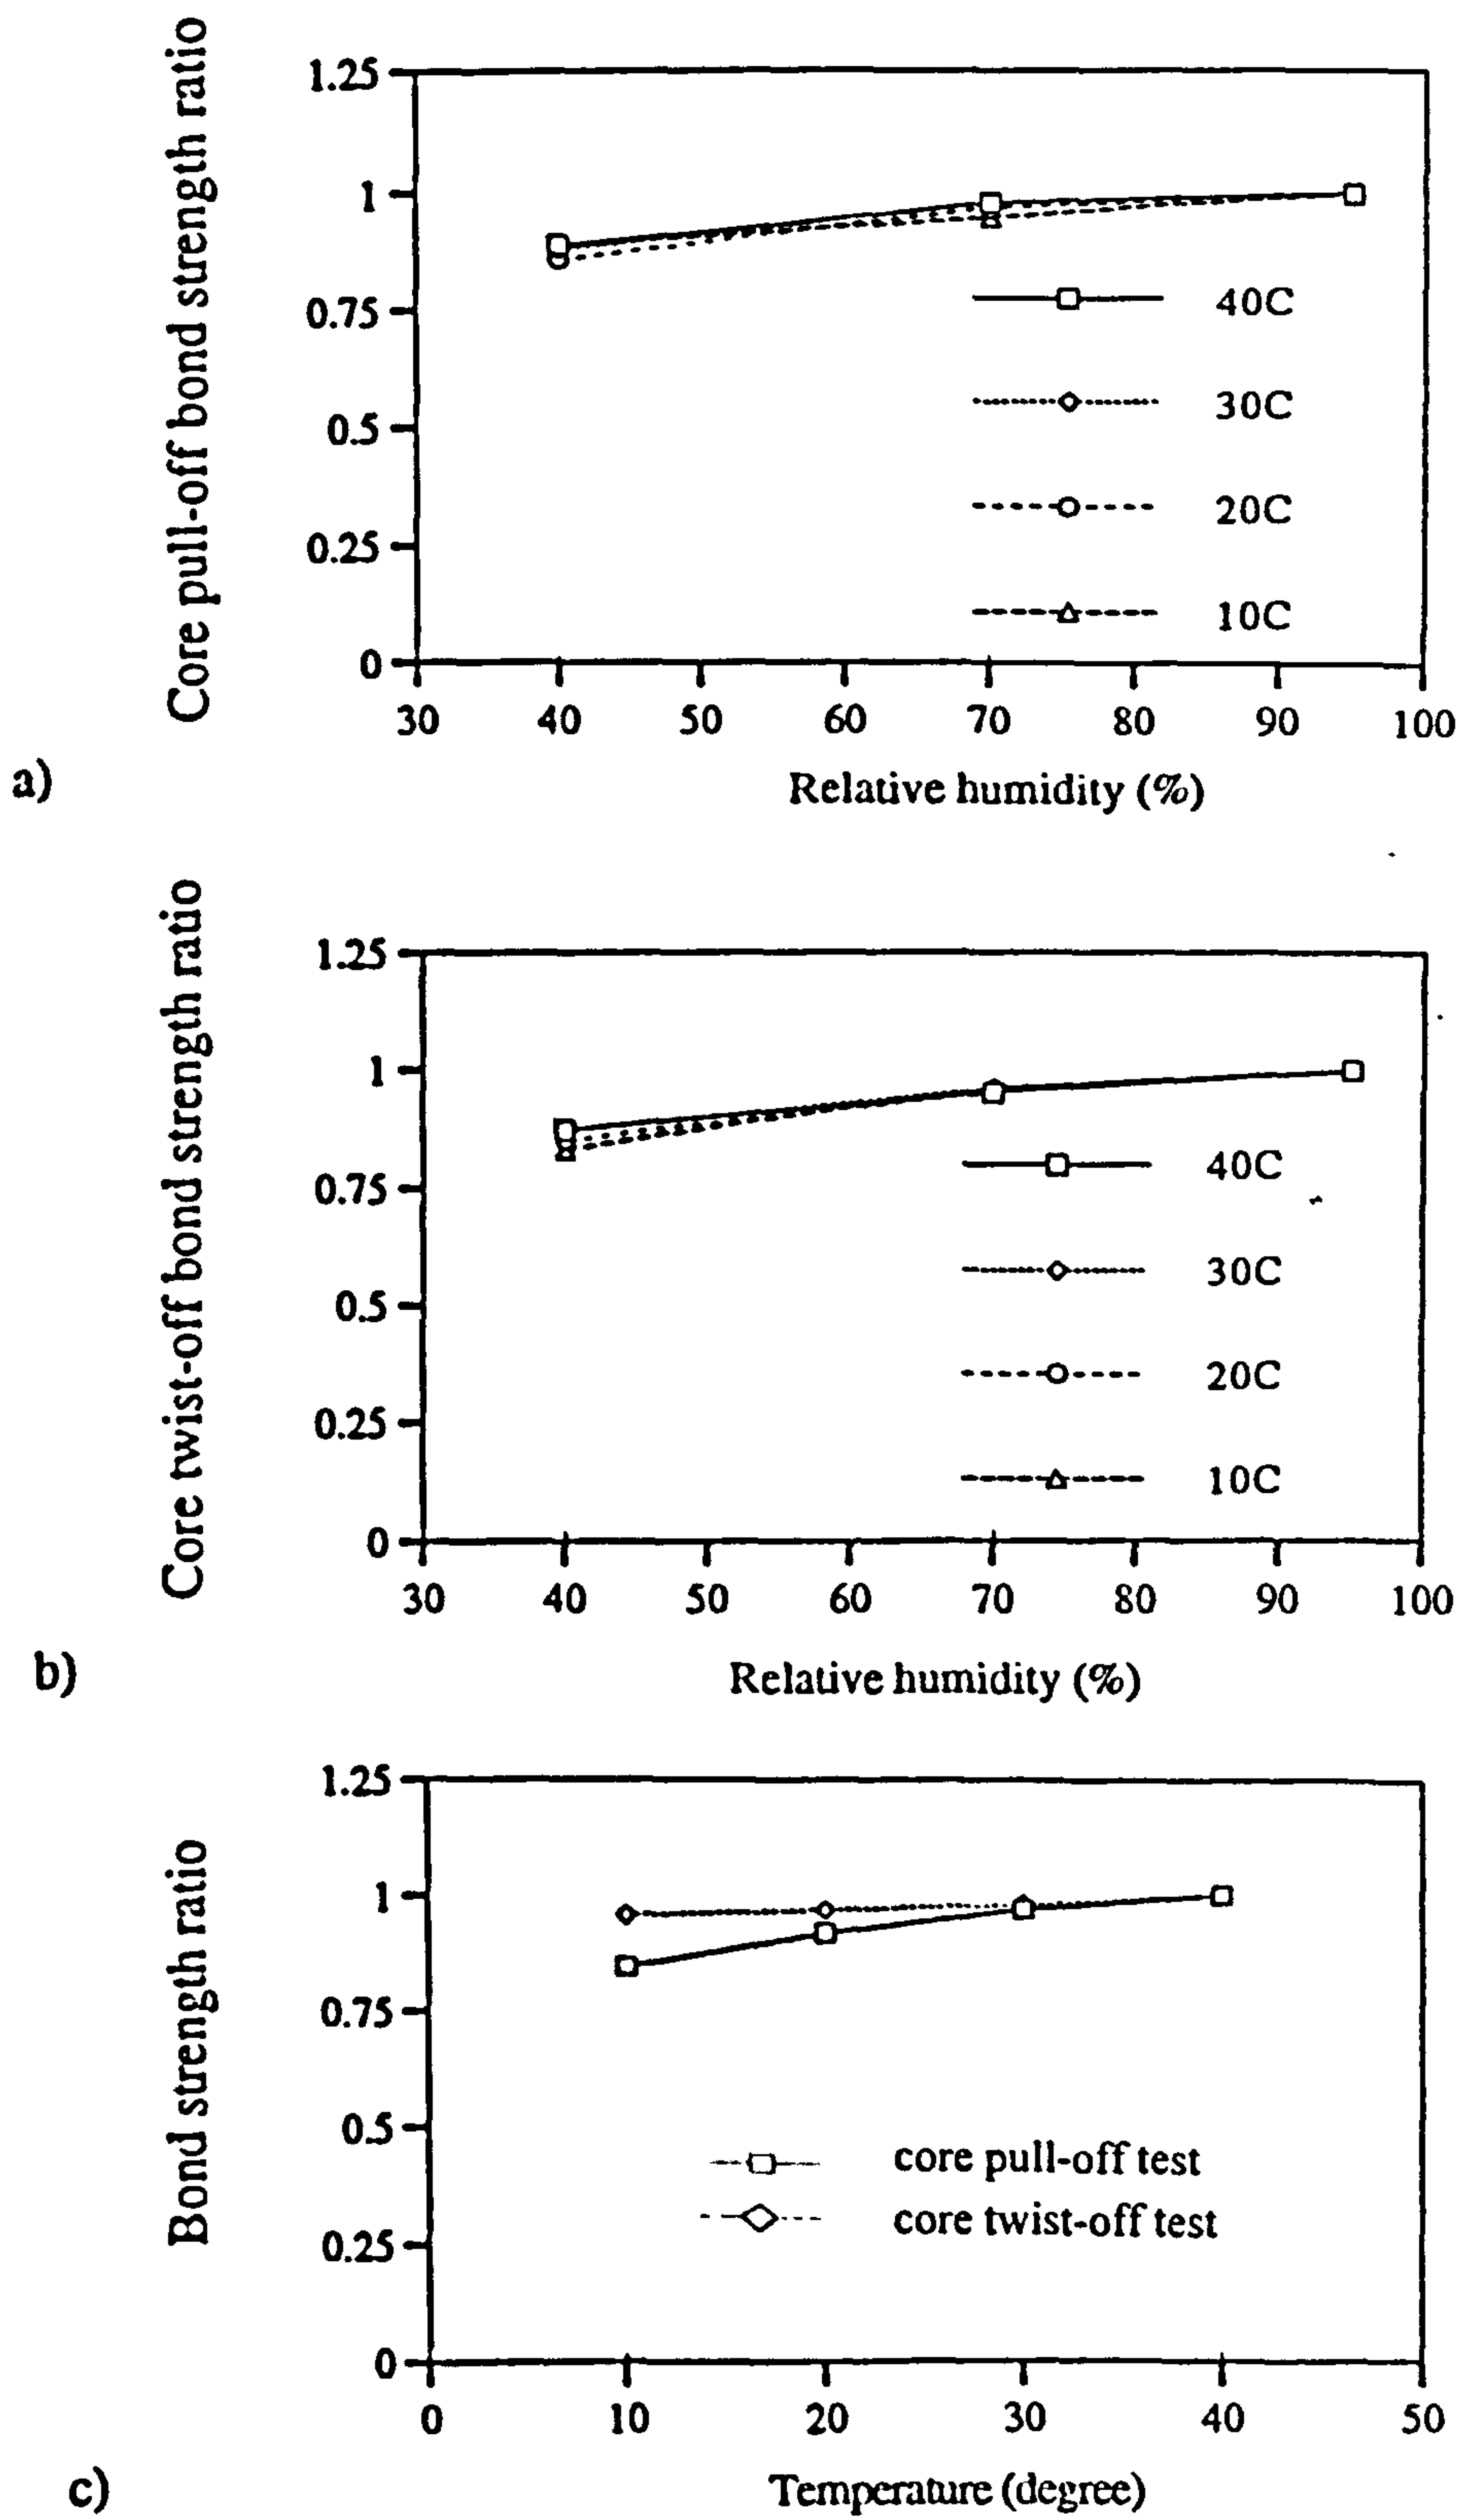 Core pull-off bond strength ratio
1.25
1
0.75
0.5
0.25
0
40C
30C
20C
10C
30 40 50 60 70 80 90 100
a)
Relative humidity (%)
Core twist-off bond strength ratio
1.25
1
0.75
0.5
0.25
0
40C
30C
20C
10C
30 40 50 60 70 80 90 100
b)
Relative humidity (%)
Bond strength ratio
1.25
1
0.75
0.5
0.25
0
core pull-off test
core twist-off test
0 10 20 30 40 50
c)
Temperature (degree)